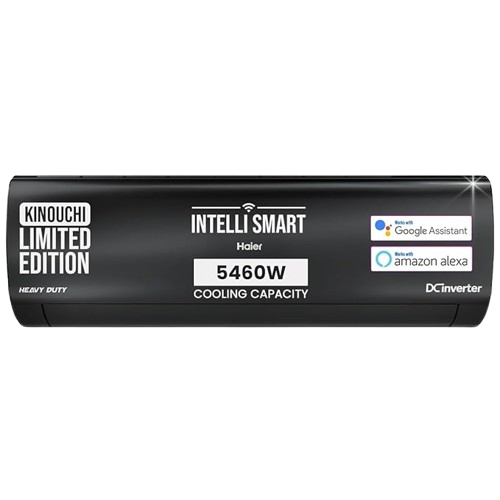 KINOUCHI
LIMITED
EDITION
HEAVY DUTY
INTELLI SMART
Haier
5460W
COOLING CAPACITY
Works with
Google Assistant
Works with
amazon alexa
DCinverter